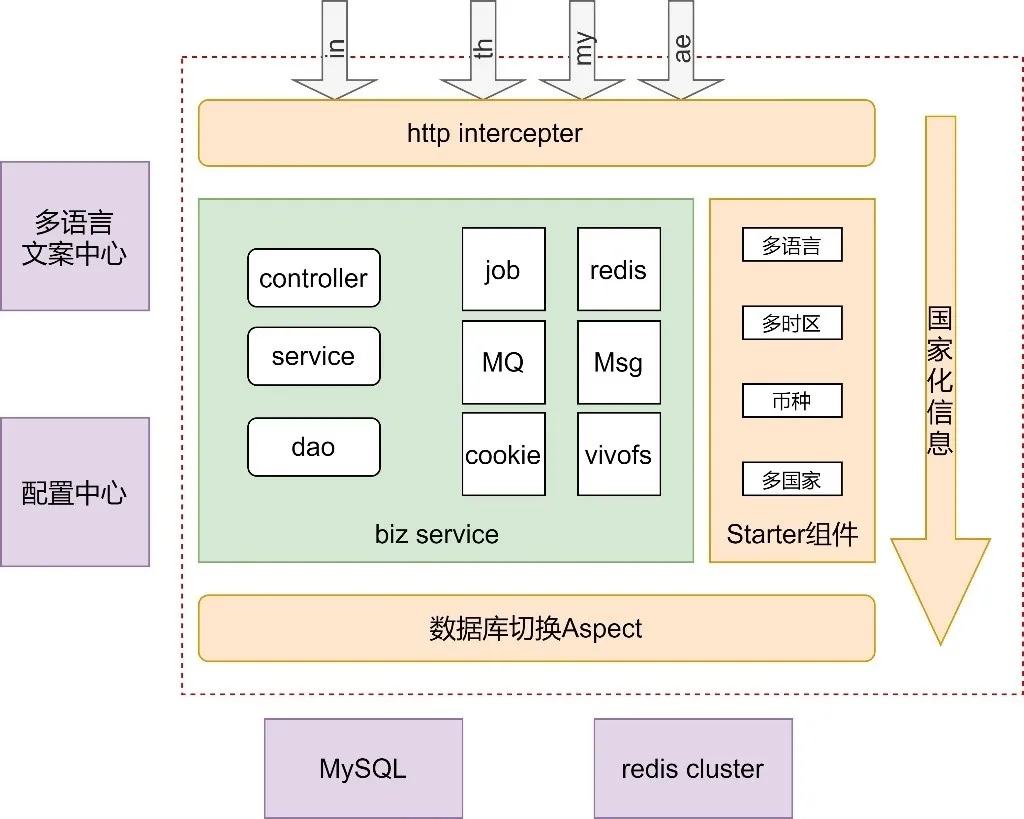 in
th
my
ae
http intercepter
多语言
文案中心
配置中心
controller
service
dao
job
redis
MQ
Msg
cookie
vivofs
biz service
多语言
多时区
币种
多国家
Starter组件
国家化信息
数据库切换Aspect
MySQL
redis cluster